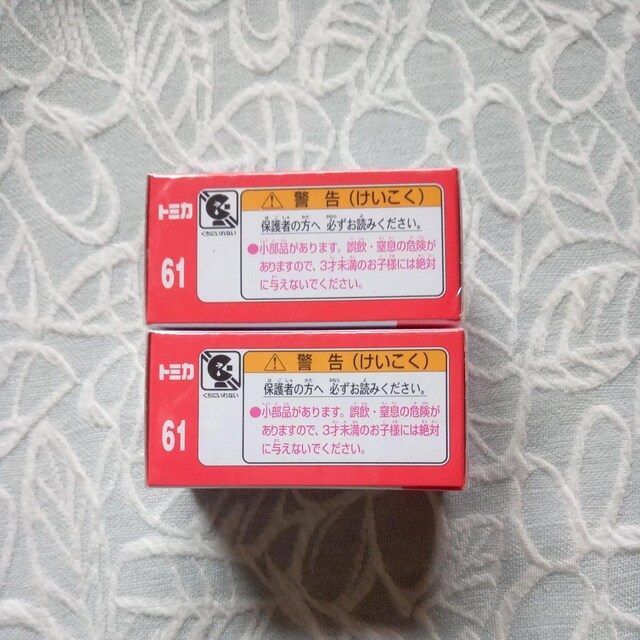 トミカ
61
くちにいれない
警告(けいこく)
保護者の方へ 必ずお読みください。
●小部品があります。誤飲・窒息の危険が
ありますので、3才未満のお子様には絶対
に与えないでください。
トミカ
61
くちにいれない
警告(けいこく)
保護者の方へ 必ずお読みください。
●小部品があります。誤飲・窒息の危険が
ありますので、3才未満のお子様には絶対
に与えないでください。